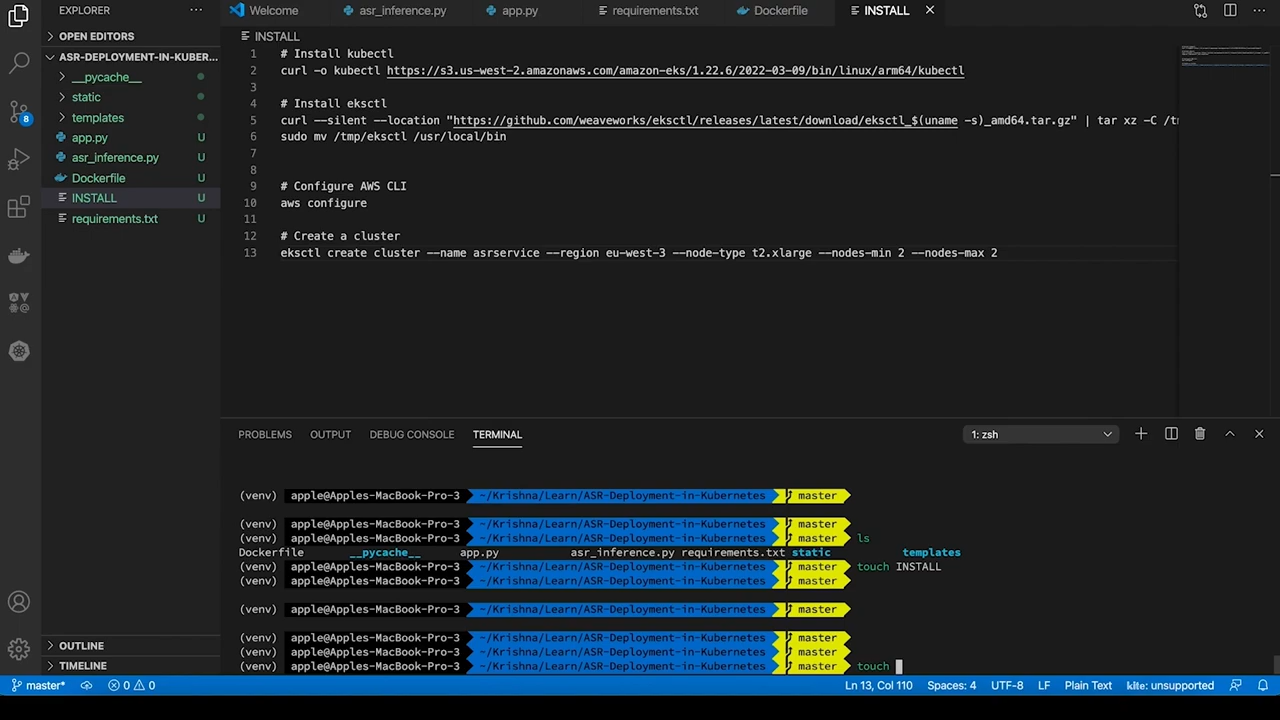 EXPLORER ···
Welcome asr_inference.py app.py requirements.txt Dockerfile INSTALL
OPEN EDITORS
ASR-DEPLOYMENT-IN-KUBER...
__pycache__
static
templates
app.py U
asr_inference.py U
Dockerfile U
INSTALL U
requirements.txt U
OUTLINE
TIMELINE
8
INSTALL
1 # Install kubectl
2 curl -o kubectl https://s3.us-west-2.amazonaws.com/amazon-eks/1.22.6/2022-03-09/bin/linux/arm64/kubectl
3
4 # Install eksctl
5 curl --silent --location "https://github.com/weaveworks/eksctl/releases/latest/download/eksctl_$(uname -s)_amd64.tar.gz" | tar xz -C /tm
6 sudo mv /tmp/eksctl /usr/local/bin
7
8
9 # Configure AWS CLI
10 aws configure
11
12 # Create a cluster
13 eksctl create cluster --name asrservice --region eu-west-3 --node-type t2.xlarge --nodes-min 2 --nodes-max 2
PROBLEMS OUTPUT DEBUG CONSOLE TERMINAL 1: zsh
(venv) apple@Apples-MacBook-Pro-3 ~/Krishna/Learn/ASR-Deployment-in-Kubernetes master
(venv) apple@Apples-MacBook-Pro-3 ~/Krishna/Learn/ASR-Deployment-in-Kubernetes master
(venv) apple@Apples-MacBook-Pro-3 ~/Krishna/Learn/ASR-Deployment-in-Kubernetes master ls
Dockerfile __pycache__ app.py asr_inference.py requirements.txt static templates
(venv) apple@Apples-MacBook-Pro-3 ~/Krishna/Learn/ASR-Deployment-in-Kubernetes master touch INSTALL
(venv) apple@Apples-MacBook-Pro-3 ~/Krishna/Learn/ASR-Deployment-in-Kubernetes master
(venv) apple@Apples-MacBook-Pro-3 ~/Krishna/Learn/ASR-Deployment-in-Kubernetes master
(venv) apple@Apples-MacBook-Pro-3 ~/Krishna/Learn/ASR-Deployment-in-Kubernetes master
(venv) apple@Apples-MacBook-Pro-3 ~/Krishna/Learn/ASR-Deployment-in-Kubernetes master
(venv) apple@Apples-MacBook-Pro-3 ~/Krishna/Learn/ASR-Deployment-in-Kubernetes master touch
master* 0 0 Ln 13, Col 110 Spaces: 4 UTF-8 LF Plain Text kite: unsupported